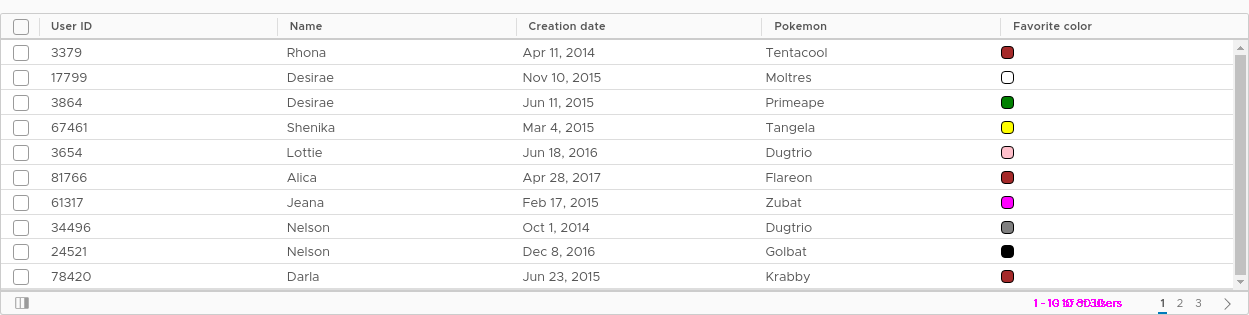 User ID Name Creation date Pokemon Favorite color
3379 Rhona Apr 11, 2014 Tentacool
17799 Desirae Nov 10, 2015 Moltres
3864 Desirae Jun 11, 2015 Primeape
67461 Shenika Mar 4, 2015 Tangela
3654 Lottie Jun 18, 2016 Dugtrio
81766 Alica Apr 28, 2017 Flareon
61317 Jeana Feb 17, 2015 Zubat
34496 Nelson Oct 1, 2014 Dugtrio
24521 Nelson Dec 8, 2016 Golbat
78420 Darla Jun 23, 2015 Krabby
1 2 3